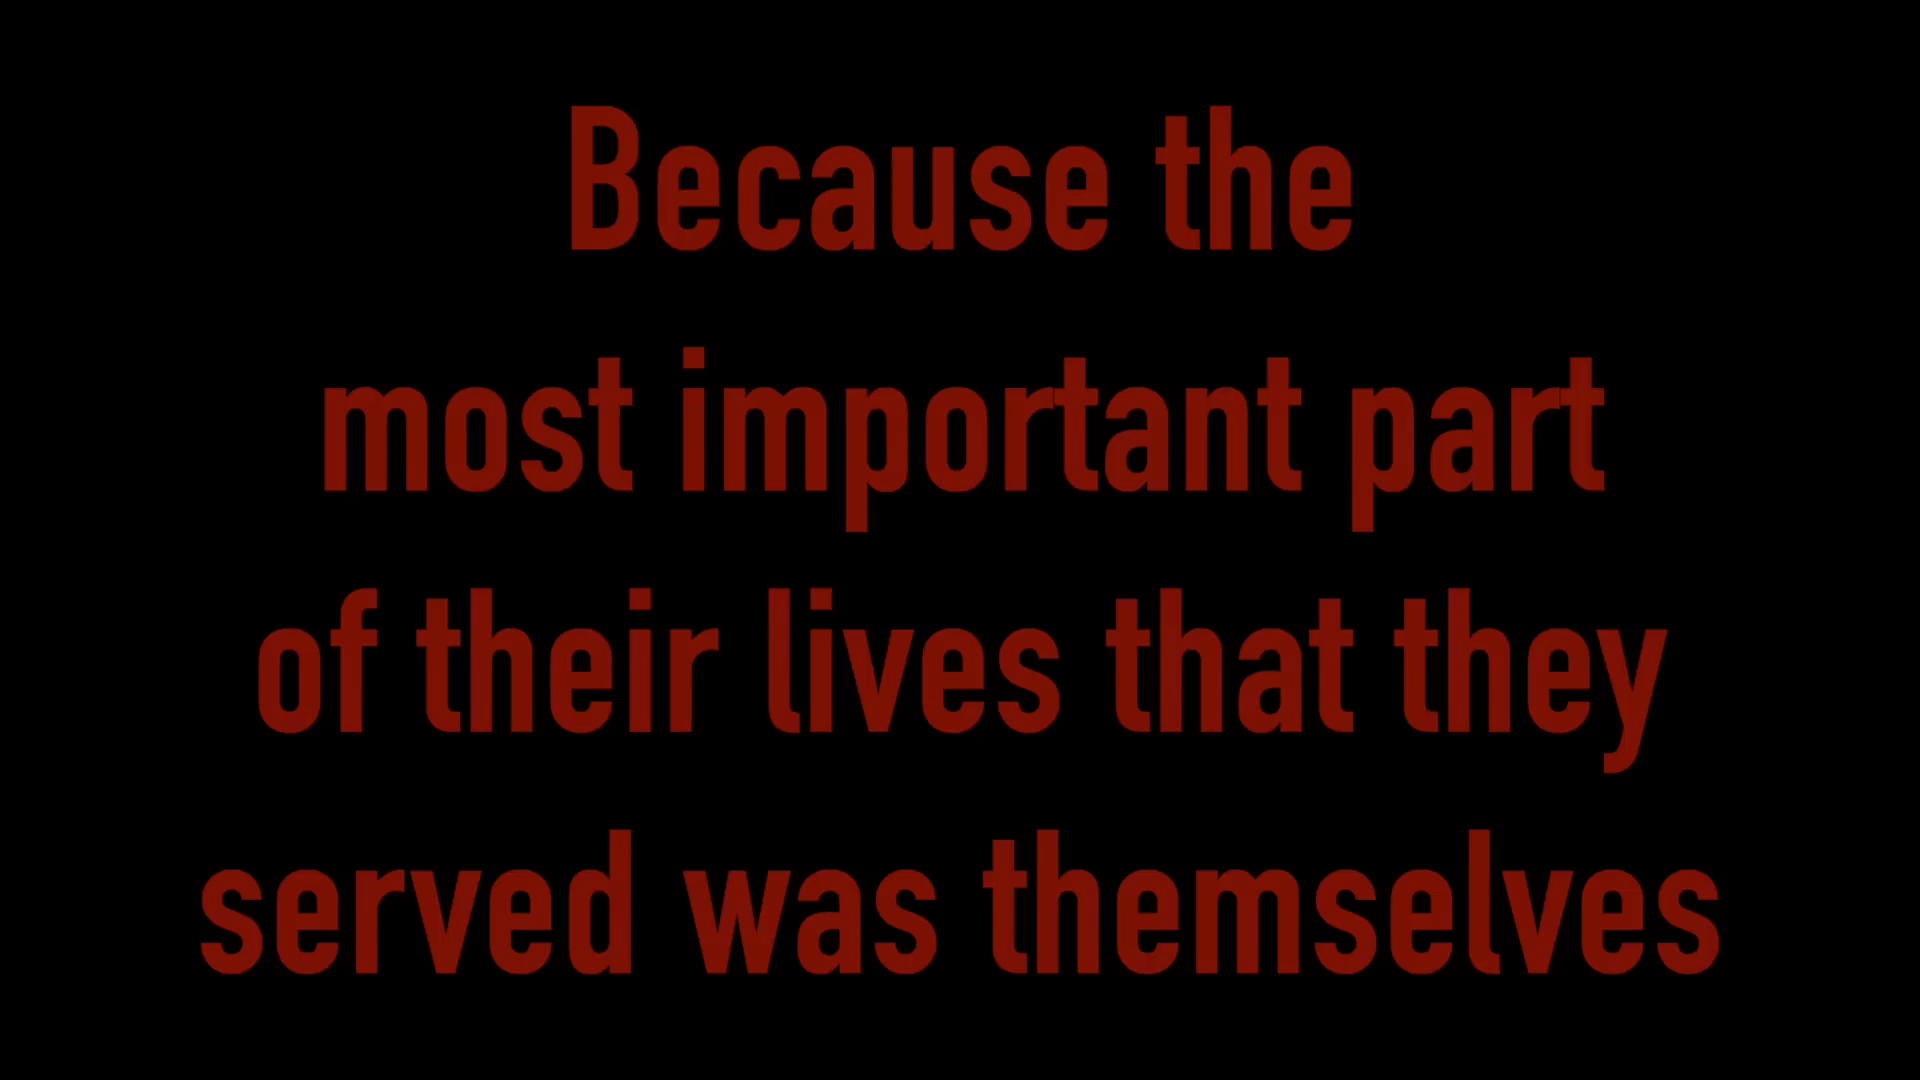 Because the
most important part
of their lives that they
served was themselves